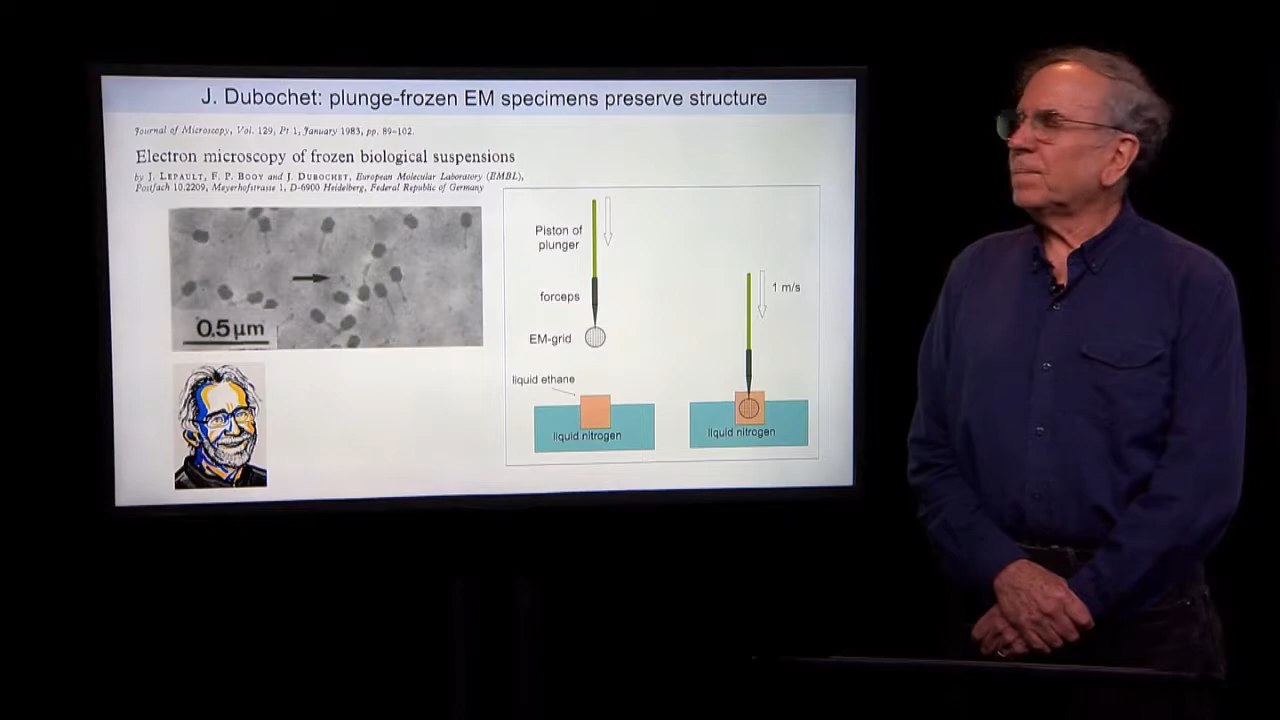 J. Dubochet: plunge-frozen EM specimens preserve structure
Journal of Microscopy, Vol. 129, Pt 1, January 1983, pp. 89-102.
Electron microscopy of frozen biological suspensions
by J. LEPAULT, F. P. BOOY and J. DUBOCHET, European Molecular Laboratory (EMBL),
Postfach 10.2209, Meyerhofstrasse 1, D-6900 Heidelberg, Federal Republic of Germany
0.5 µm
Piston of
plunger
forceps
EM-grid
liquid ethane
liquid nitrogen
1 m/s
liquid nitrogen